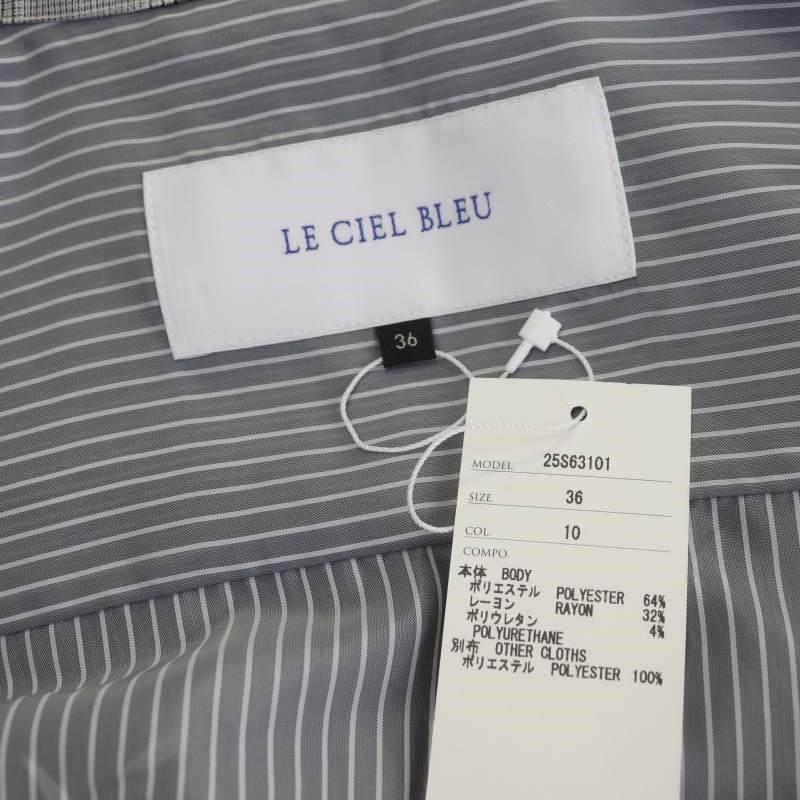 LE CIEL BLEU
36
MODEL. 25S63101
SIZE. 36
COL. 10
COMPO.
本体 BODY
ポリエステル POLYESTER 64%
レーヨン RAYON 32%
ポリウレタン 4%
POLYURETHANE
別布 OTHER CLOTHS
ポリエステル POLYESTER 100%